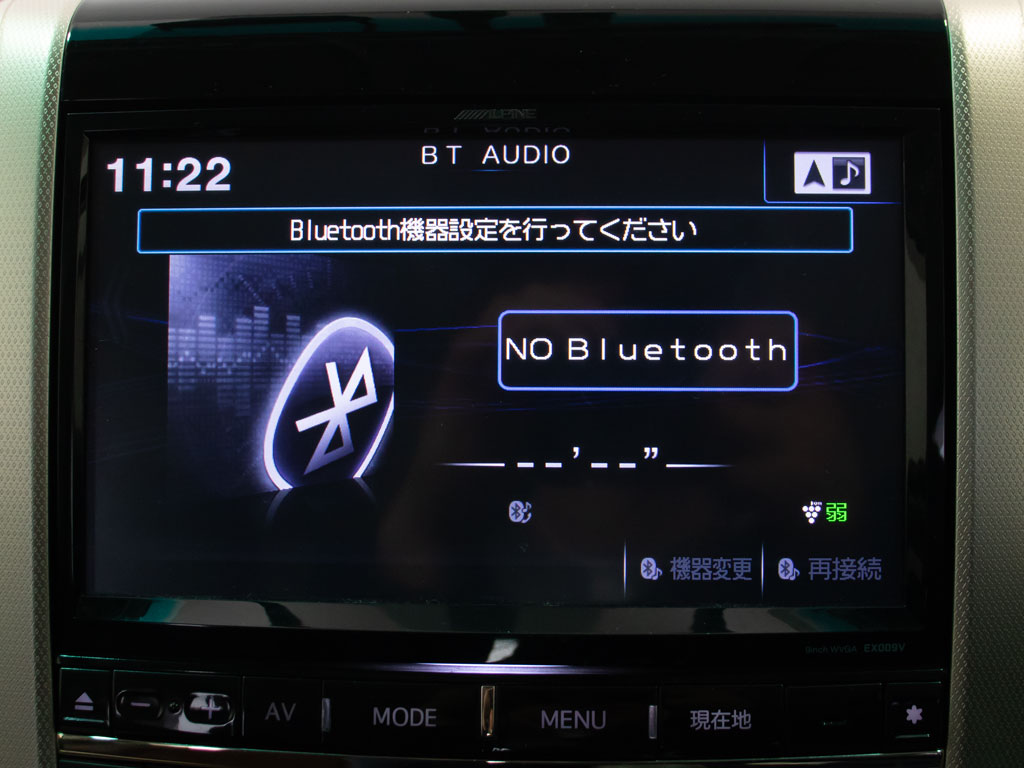 ALPINE
BT AUDIO
11:22
Bluetooth機器設定を行ってください
NO Bluetooth
--'--”
弱
機器変更 再接続
8inch WVGA EX009V
AV MODE MENU 現在地